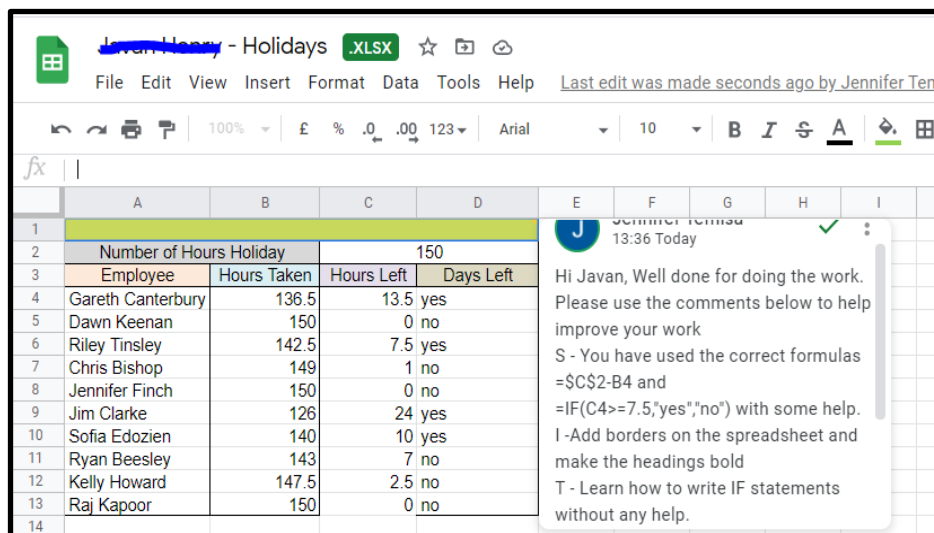 - Holidays .XLSX
File Edit View Insert Format Data Tools Help Last edit was made seconds ago by Jennifer
100% £ % .0 .00 123 Arial 10 B I S A
fx
A B C D E F G H I
1
2 Number of Hours Holiday 150
3 Employee Hours Taken Hours Left Days Left
4 Gareth Canterbury 136.5 13.5 yes
5 Dawn Keenan 150 0 no
6 Riley Tinsley 142.5 7.5 yes
7 Chris Bishop 149 1 no
8 Jennifer Finch 150 0 no
9 Jim Clarke 126 24 yes
10 Sofia Edozien 140 10 yes
11 Ryan Beesley 143 7 no
12 Kelly Howard 147.5 2.5 no
13 Raj Kapoor 150 0 no
14
J Jennifer
13:36 Today
Hi Javan, Well done for doing the work.
Please use the comments below to help
improve your work
S - You have used the correct formulas
=$C$2-B4 and
=IF(C4>=7.5,"yes","no") with some help.
I -Add borders on the spreadsheet and
make the headings bold
T - Learn how to write IF statements
without any help.